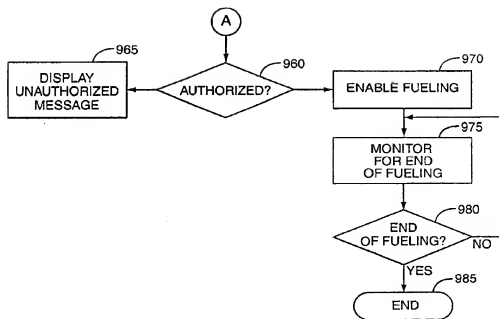 A
965
960
970
DISPLAY
UNAUTHORIZED
MESSAGE
AUTHORIZED?
ENABLE FUELING
975
MONITOR
FOR END
OF FUELING
980
END
OF FUELING?
NO
YES
985
END